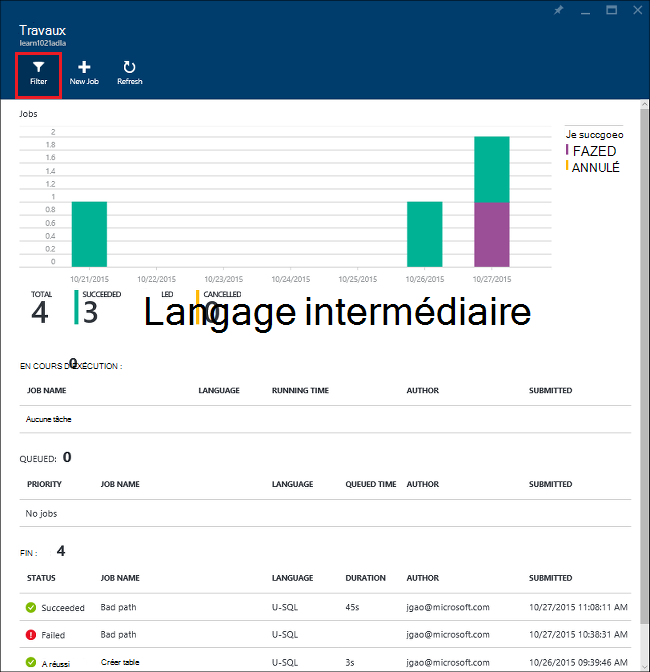 Travaux
learn1021adla
Filter New Job Refresh
Jobs
2
1.8
1.6
1.4
1.2
1
0.8
0.6
0.4
0.2
0
Je succgoeo
FAZED
ANNULÉ
10/21/2015 10/22/2015 10/23/2015 10/24/2015 10/25/2015 10/26/2015 10/27/2015
TOTAL SUCCEEDED LED CANCELLED
4 3 0
Langage intermédiaire
EN COURS D'EXÉCUTION : 0
JOB NAME LANGUAGE RUNNING TIME AUTHOR SUBMITTED
Aucune tâche
QUEUED: 0
PRIORITY JOB NAME LANGUAGE QUEUED TIME AUTHOR SUBMITTED
No jobs
FIN : 4
STATUS JOB NAME LANGUAGE DURATION AUTHOR SUBMITTED
Succeeded Bad path U-SQL 45s jgao@microsoft.com 10/27/2015 11:08:11 AM
Failed Bad path U-SQL jgao@microsoft.com 10/27/2015 10:38:31 AM
A réussi Créer table U-SQL 3s jgao@microsoft.com 10/26/2015 09:39:46 AM